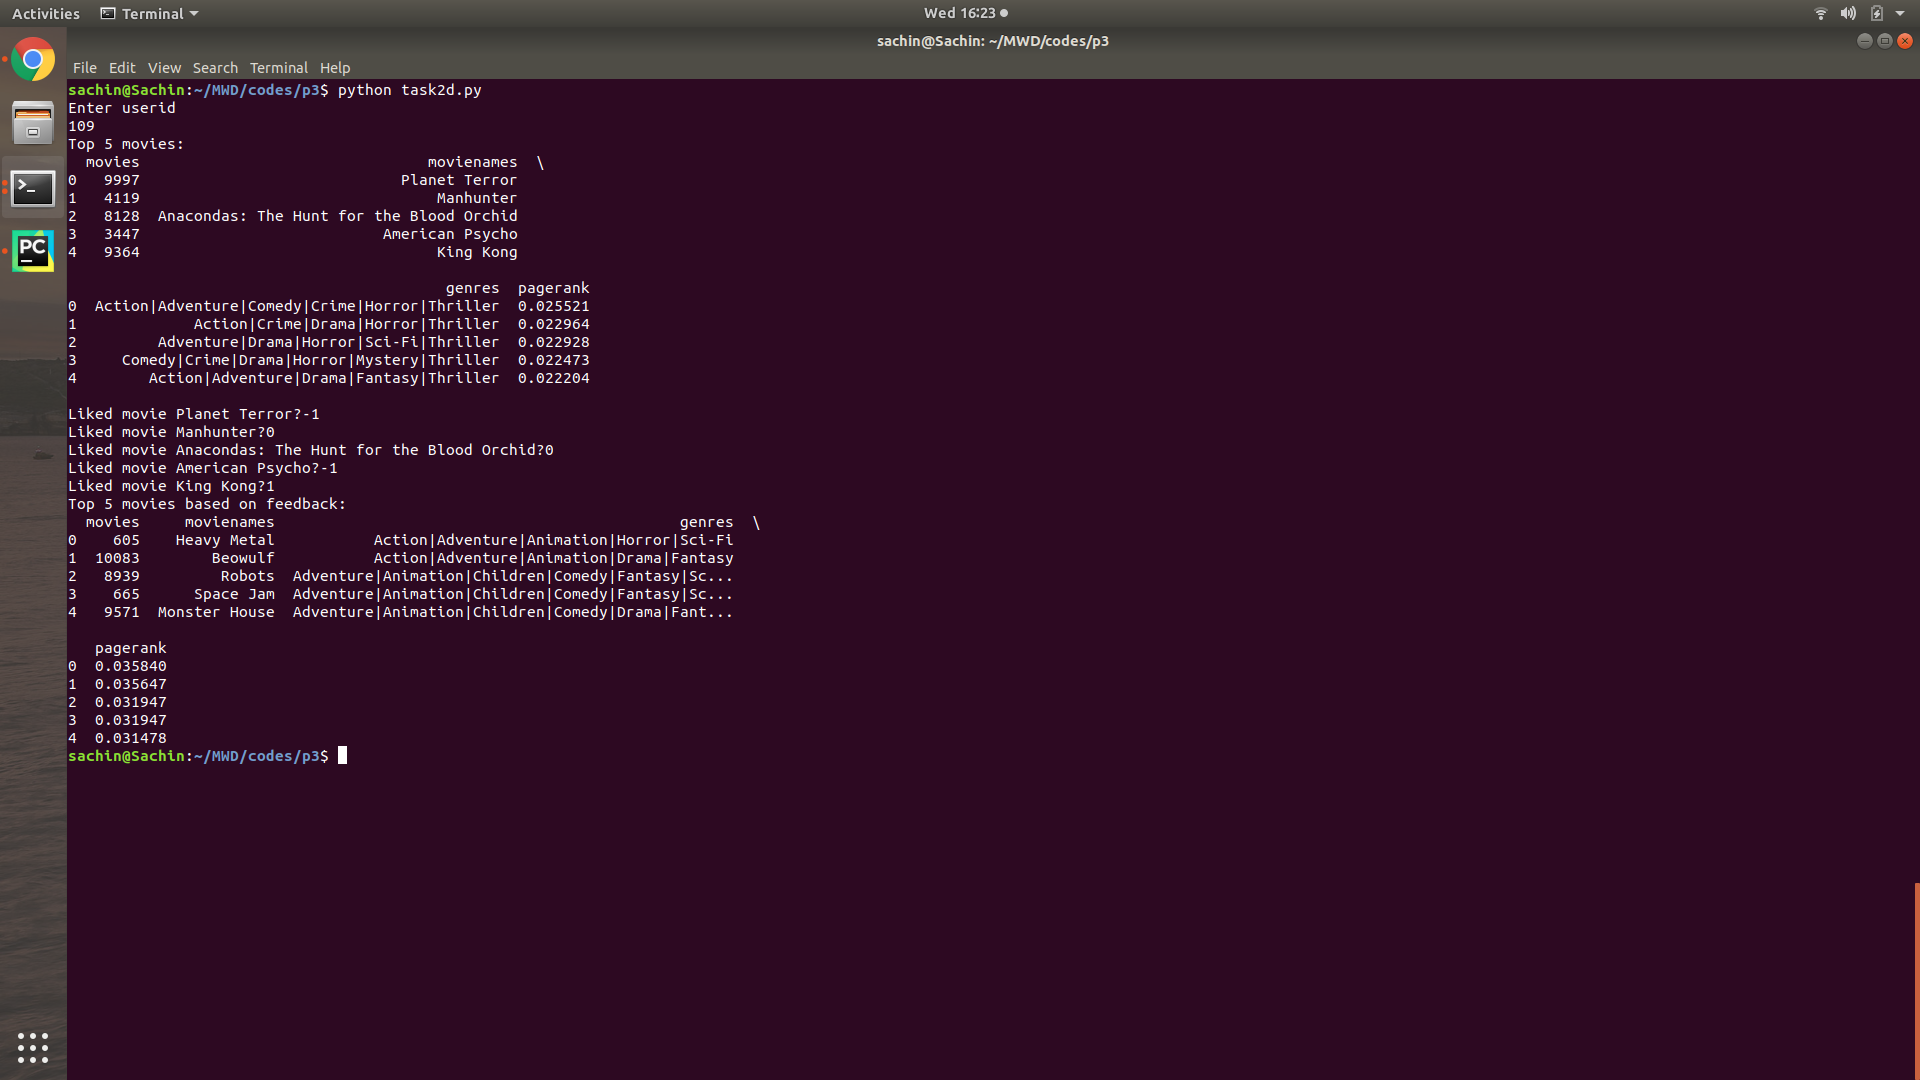 Activities Terminal Wed 16:23
sachin@Sachin: ~/MWD/codes/p3
File Edit View Search Terminal Help
sachin@Sachin:~/MWD/codes/p3$ python task2d.py
Enter userid
109
Top 5 movies:
  movies                                movienames  \
0   9997                             Planet Terror
1   4119                                 Manhunter
2   8128  Anacondas: The Hunt for the Blood Orchid
3   3447                           American Psycho
4   9364                                 King Kong
                                          genres  pagerank
0  Action|Adventure|Comedy|Crime|Horror|Thriller  0.025521
1             Action|Crime|Drama|Horror|Thriller  0.022964
2         Adventure|Drama|Horror|Sci-Fi|Thriller  0.022928
3     Comedy|Crime|Drama|Horror|Mystery|Thriller  0.022473
4        Action|Adventure|Drama|Fantasy|Thriller  0.022204
Liked movie Planet Terror?-1
Liked movie Manhunter?0
Liked movie Anacondas: The Hunt for the Blood Orchid?0
Liked movie American Psycho?-1
Liked movie King Kong?1
Top 5 movies based on feedback:
  movies     movienames                                             genres  \
0    605    Heavy Metal           Action|Adventure|Animation|Horror|Sci-Fi
1  10083        Beowulf           Action|Adventure|Animation|Drama|Fantasy
2   8939         Robots  Adventure|Animation|Children|Comedy|Fantasy|Sc...
3    665      Space Jam  Adventure|Animation|Children|Comedy|Fantasy|Sc...
4   9571  Monster House  Adventure|Animation|Children|Comedy|Drama|Fant...
   pagerank
0  0.035840
1  0.035647
2  0.031947
3  0.031947
4  0.031478
sachin@Sachin:~/MWD/codes/p3$
PC